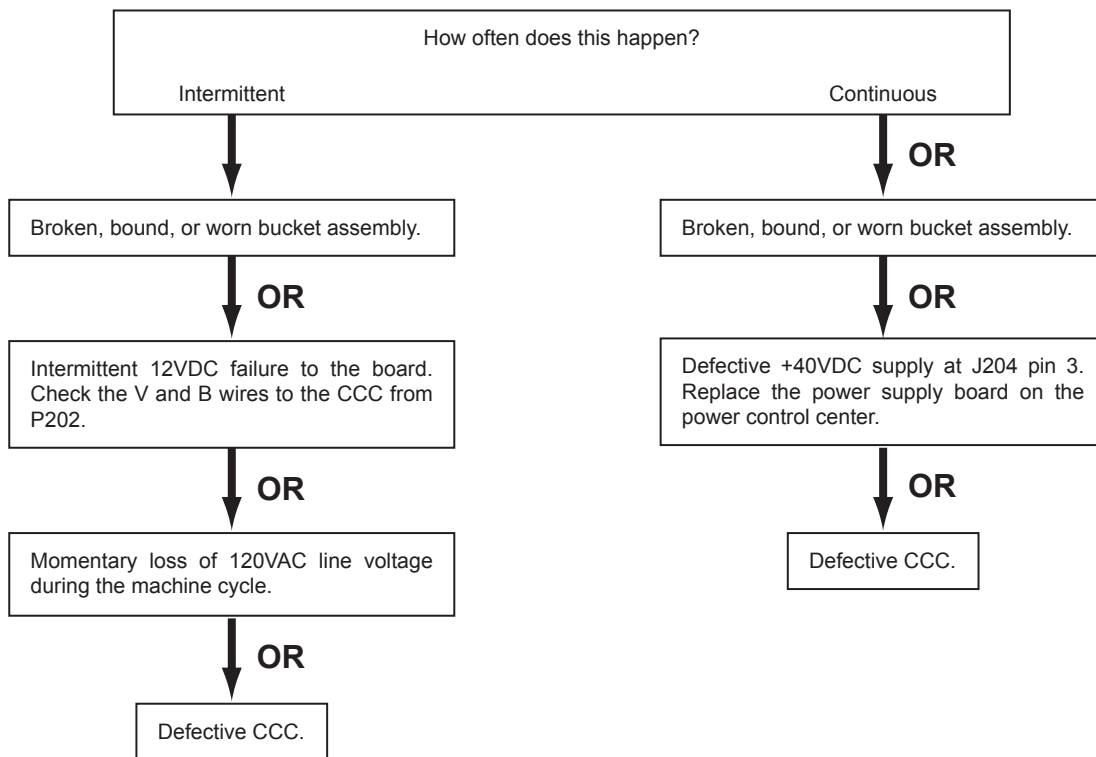 How often does this happen?
Intermittent
Continuous
OR
Broken, bound, or worn bucket assembly.
OR
Intermittent 12VDC failure to the board.
Check the V and B wires to the CCC from
P202.
OR
Momentary loss of 120VAC line voltage
during the machine cycle.
OR
Defective CCC.
Broken, bound, or worn bucket assembly.
OR
Defective +40VDC supply at J204 pin 3.
Replace the power supply board on the
power control center.
OR
Defective CCC.